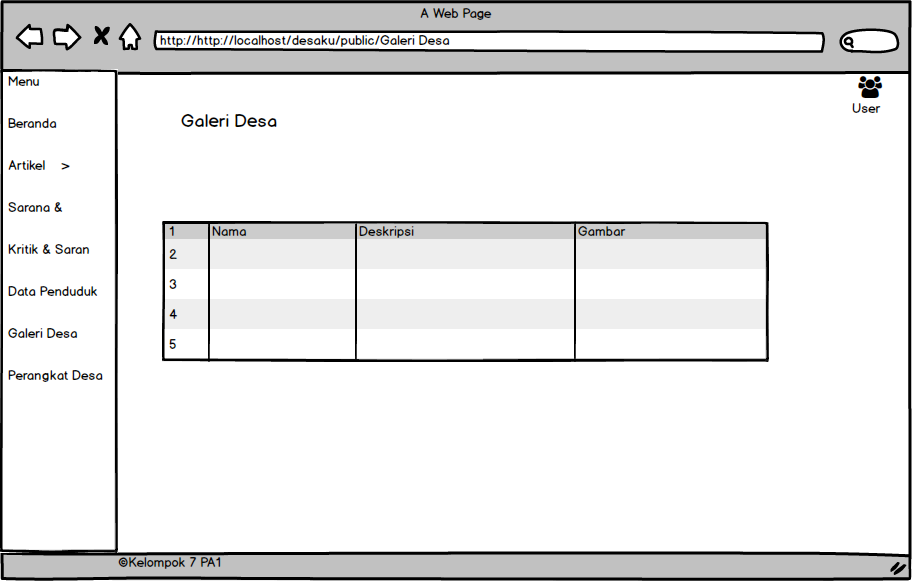 A Web Page
http://http://localhost/desaku/public/Galeri Desa
Menu
User
Beranda
Galeri Desa
Artikel >
Sarana &
Kritik & Saran
Data Penduduk
Galeri Desa
Perangkat Desa
1 Nama Deskripsi Gambar
2
3
4
5
©Kelompok 7 PA1